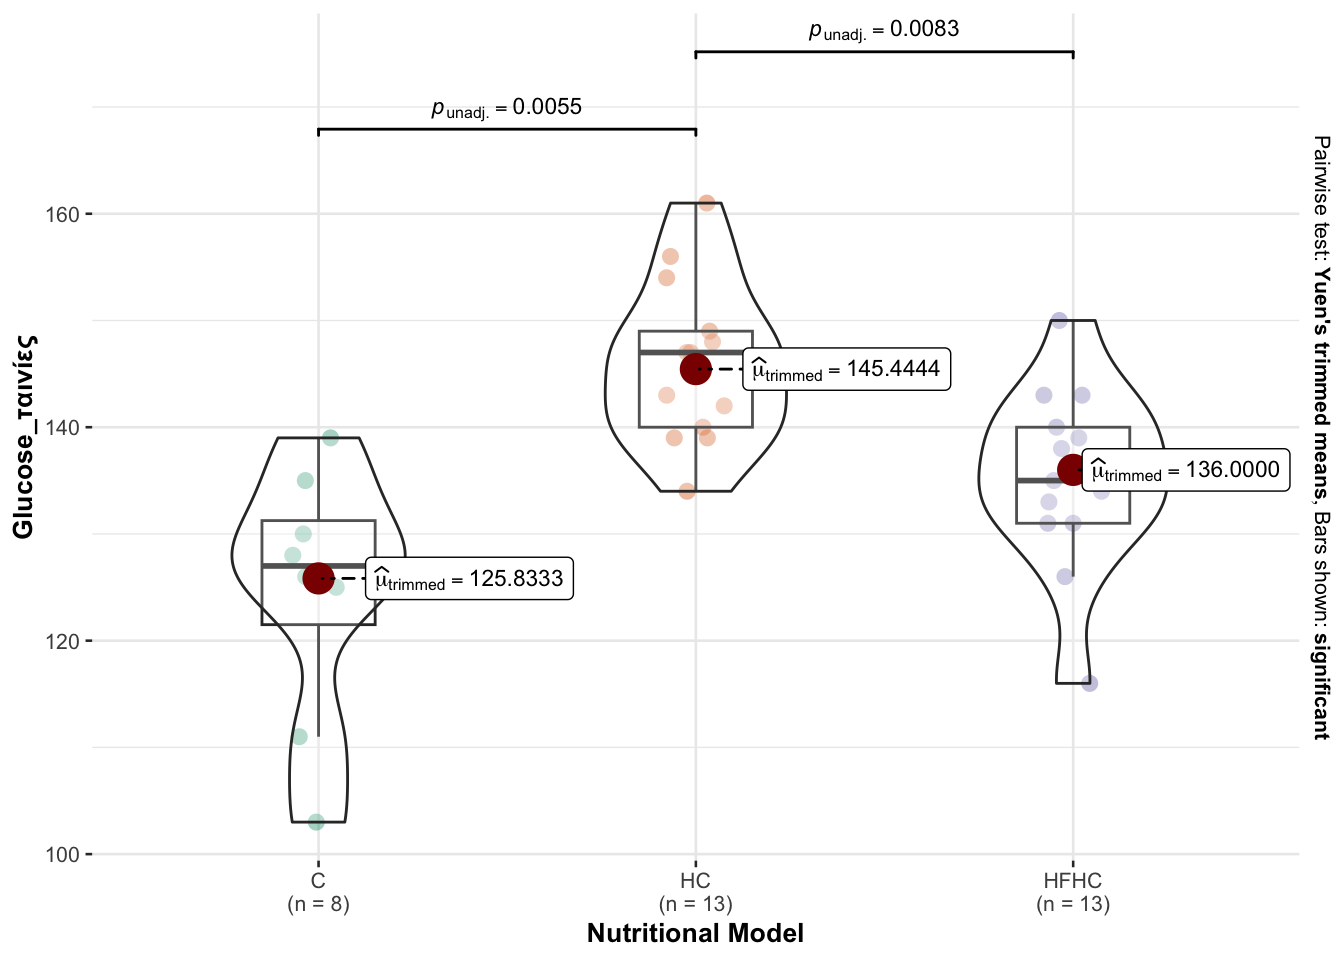 p unadj. = 0.0083
p unadj. = 0.0055
160
140
120
100
Glucose_ταινίες
μ̂ trimmed = 145.4444
μ̂ trimmed = 136.0000
μ̂ trimmed = 125.8333
C
(n = 8)
HC
(n = 13)
HFHC
(n = 13)
Nutritional Model
Pairwise test: Yuen's trimmed means, Bars shown: significant